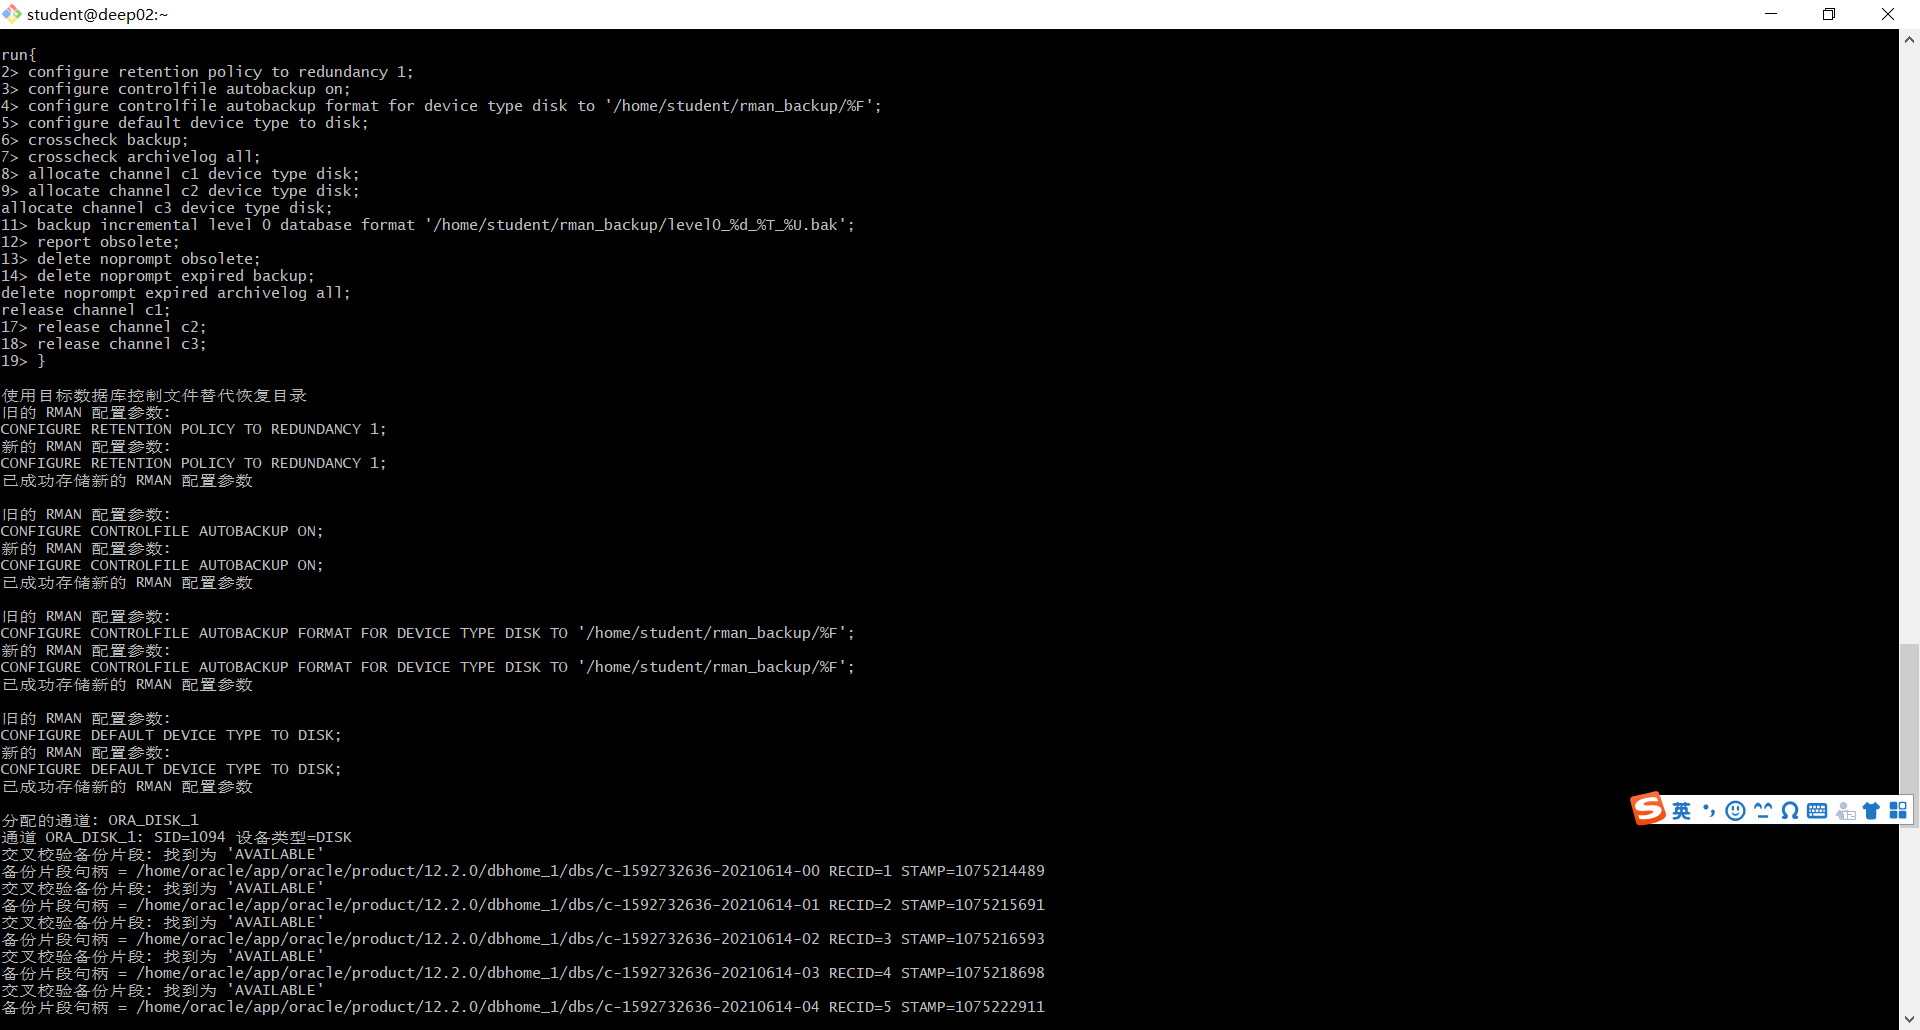 student@deep02:~
run{
2> configure retention policy to redundancy 1;
3> configure controlfile autobackup on;
4> configure controlfile autobackup format for device type disk to '/home/student/rman_backup/%F';
5> configure default device type to disk;
6> crosscheck backup;
7> crosscheck archivelog all;
8> allocate channel c1 device type disk;
9> allocate channel c2 device type disk;
allocate channel c3 device type disk;
11> backup incremental level 0 database format '/home/student/rman_backup/level0_%d_%T_%U.bak';
12> report obsolete;
13> delete noprompt obsolete;
14> delete noprompt expired backup;
delete noprompt expired archivelog all;
release channel c1;
17> release channel c2;
18> release channel c3;
19> }
使用目标数据库控制文件替代恢复目录
旧的 RMAN 配置参数:
CONFIGURE RETENTION POLICY TO REDUNDANCY 1;
新的 RMAN 配置参数:
CONFIGURE RETENTION POLICY TO REDUNDANCY 1;
已成功存储新的 RMAN 配置参数
旧的 RMAN 配置参数:
CONFIGURE CONTROLFILE AUTOBACKUP ON;
新的 RMAN 配置参数:
CONFIGURE CONTROLFILE AUTOBACKUP ON;
已成功存储新的 RMAN 配置参数
旧的 RMAN 配置参数:
CONFIGURE CONTROLFILE AUTOBACKUP FORMAT FOR DEVICE TYPE DISK TO '/home/student/rman_backup/%F';
新的 RMAN 配置参数:
CONFIGURE CONTROLFILE AUTOBACKUP FORMAT FOR DEVICE TYPE DISK TO '/home/student/rman_backup/%F';
已成功存储新的 RMAN 配置参数
旧的 RMAN 配置参数:
CONFIGURE DEFAULT DEVICE TYPE TO DISK;
新的 RMAN 配置参数:
CONFIGURE DEFAULT DEVICE TYPE TO DISK;
已成功存储新的 RMAN 配置参数
分配的通道: ORA_DISK_1
通道 ORA_DISK_1: SID=1094 设备类型=DISK
交叉校验备份片段: 找到为 'AVAILABLE'
备份片段句柄 = /home/oracle/app/oracle/product/12.2.0/dbhome_1/dbs/c-1592732636-20210614-00 RECID=1 STAMP=1075214489
交叉校验备份片段: 找到为 'AVAILABLE'
备份片段句柄 = /home/oracle/app/oracle/product/12.2.0/dbhome_1/dbs/c-1592732636-20210614-01 RECID=2 STAMP=1075215691
交叉校验备份片段: 找到为 'AVAILABLE'
备份片段句柄 = /home/oracle/app/oracle/product/12.2.0/dbhome_1/dbs/c-1592732636-20210614-02 RECID=3 STAMP=1075216593
交叉校验备份片段: 找到为 'AVAILABLE'
备份片段句柄 = /home/oracle/app/oracle/product/12.2.0/dbhome_1/dbs/c-1592732636-20210614-03 RECID=4 STAMP=1075218698
交叉校验备份片段: 找到为 'AVAILABLE'
备份片段句柄 = /home/oracle/app/oracle/product/12.2.0/dbhome_1/dbs/c-1592732636-20210614-04 RECID=5 STAMP=1075222911
英